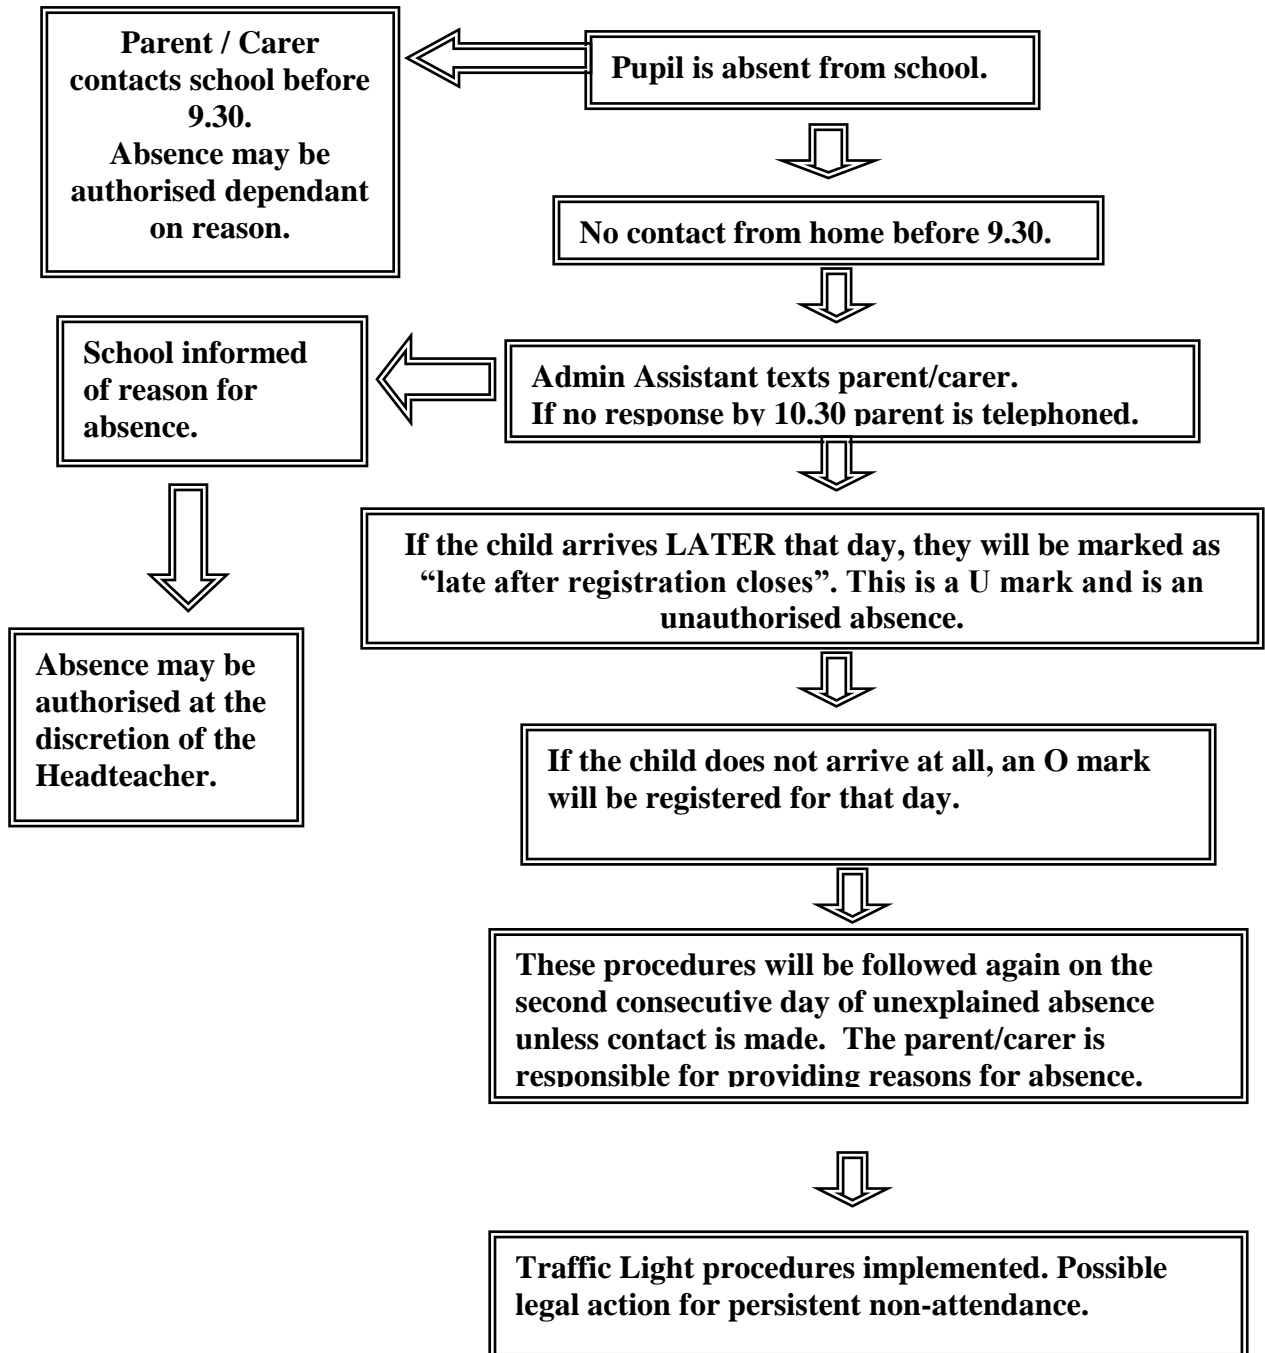 Parent / Carer
contacts school before
9.30.
Absence may be
authorised dependant
on reason.
Pupil is absent from school.
No contact from home before 9.30.
School informed
of reason for
absence.
Admin Assistant texts parent/carer.
If no response by 10.30 parent is telephoned.
If the child arrives LATER that day, they will be marked as
“late after registration closes”. This is a U mark and is an
unauthorised absence.
Absence may be
authorised at the
discretion of the
Headteacher.
If the child does not arrive at all, an O mark
will be registered for that day.
These procedures will be followed again on the
second consecutive day of unexplained absence
unless contact is made.  The parent/carer is
responsible for providing reasons for absence.
Traffic Light procedures implemented. Possible
legal action for persistent non-attendance.